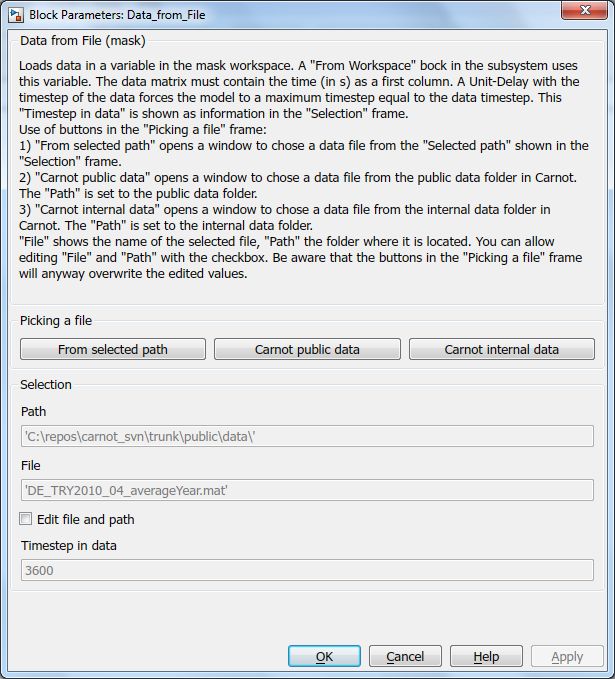 Block Parameters: Data_from_File
Data from File (mask)
Loads data in a variable in the mask workspace. A "From Workspace" bock in the subsystem uses
this variable. The data matrix must contain the time (in s) as a first column. A Unit-Delay with the
timestep of the data forces the model to a maximum timestep equal to the data timestep. This
"Timestep in data" is shown as information in the "Selection" frame.
Use of buttons in the "Picking a file" frame:
1) "From selected path" opens a window to chose a data file from the "Selected path" shown in the
"Selection" frame.
2) "Carnot public data" opens a window to chose a data file from the public data folder in Carnot.
The "Path" is set to the public data folder.
3) "Carnot internal data" opens a window to chose a data file from the internal data folder in
Carnot. The "Path" is set to the internal data folder.
"File" shows the name of the selected file, "Path" the folder where it is located. You can allow
editing "File" and "Path" with the checkbox. Be aware that the buttons in the "Picking a file" frame
will anyway overwrite the edited values.
Picking a file
From selected path Carnot public data Carnot internal data
Selection
Path
'C:\repos\carnot_svn\trunk\public\data\'
File
'DE_TRY2010_04_averageYear.mat'
Edit file and path
Timestep in data
3600
OK Cancel Help Apply